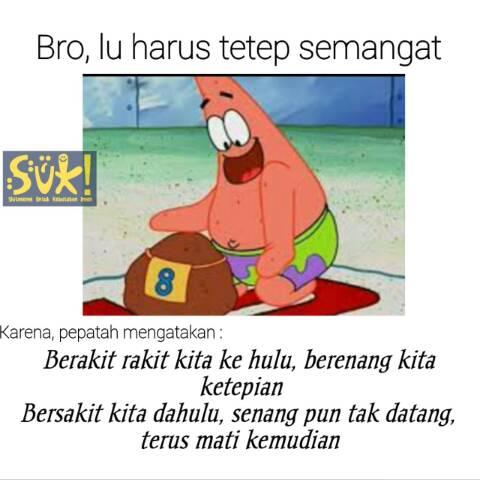 Bro, lu harus tetep semangat
SUK!
8
Karena, pepatah mengatakan :
Berakit rakit kita ke hulu, berenang kita
ketepian
Bersakit kita dahulu, senang pun tak datang,
terus mati kemudian